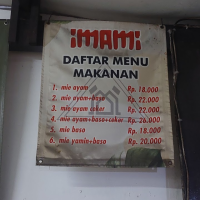 iMAMi
DAFTAR MENU
MAKANAN
1. mie ayam Rp. 18.000
2. mie ayam+baso Rp. 22.000
3. mie ayam ceker Rp. 22.000
4. mie ayam+baso+ceker Rp. 26.000
5. mie baso Rp. 18.000
6. mie yamin+baso Rp. 20.000